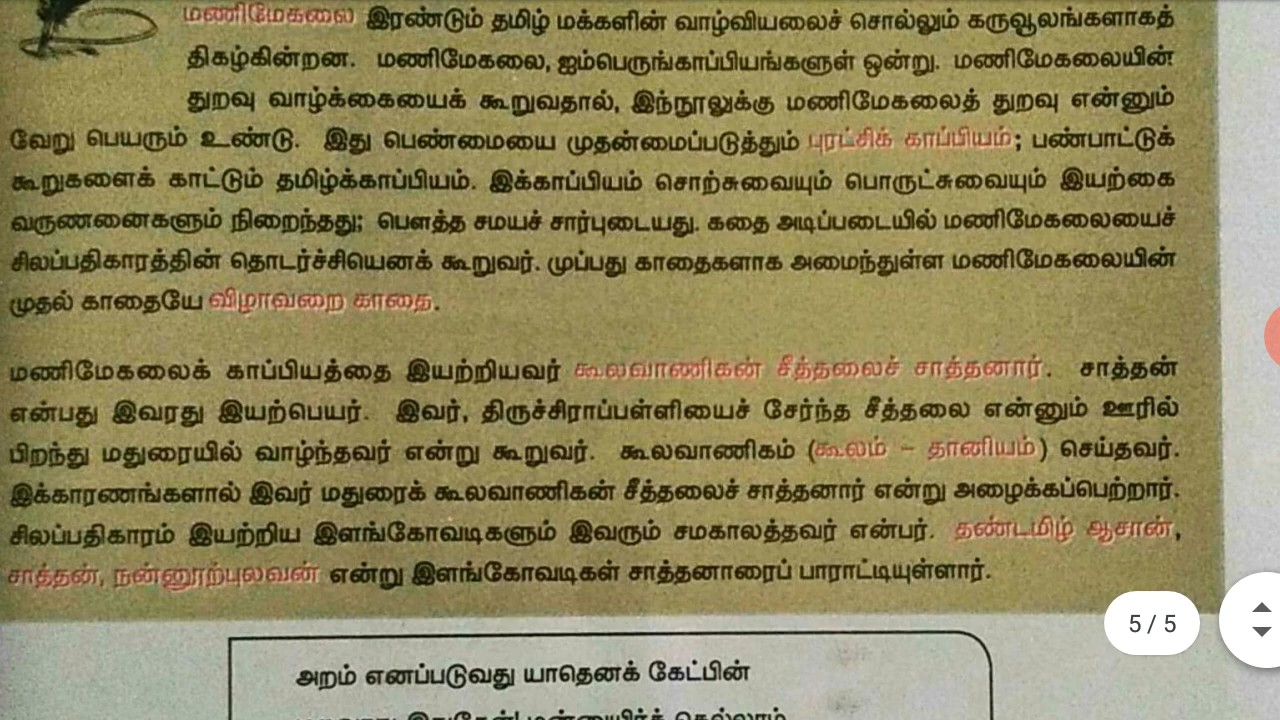 மணிமேகலை இரண்டும் தமிழ் மக்களின் வாழ்வியலைச் சொல்லும் கருவூலங்களாகத்
திகழ்கின்றன. மணிமேகலை, ஐம்பெருங்காப்பியங்களுள் ஒன்று. மணிமேகலையின்
துறவு வாழ்க்கையைக் கூறுவதால், இந்நூலுக்கு மணிமேகலைத் துறவு என்னும்
வேறு பெயரும் உண்டு. இது பெண்மையை முதன்மைப்படுத்தும் புரட்சிக் காப்பியம்; பண்பாட்டுக்
கூறுகளைக் காட்டும் தமிழ்க்காப்பியம். இக்காப்பியம் சொற்சுவையும் பொருட்சுவையும் இயற்கை
வருணனைகளும் நிறைந்தது; பௌத்த சமயச் சார்புடையது. கதை அடிப்படையில் மணிமேகலையைச்
சிலப்பதிகாரத்தின் தொடர்ச்சியெனக் கூறுவர். முப்பது காதைகளாக அமைந்துள்ள மணிமேகலையின்
முதல் காதையே விழாவறை காதை.
மணிமேகலைக் காப்பியத்தை இயற்றியவர் கூலவாணிகன் சீத்தலைச் சாத்தனார். சாத்தன்
என்பது இவரது இயற்பெயர். இவர், திருச்சிராப்பள்ளியைச் சேர்ந்த சீத்தலை என்னும் ஊரில்
பிறந்து மதுரையில் வாழ்ந்தவர் என்று கூறுவர். கூலவாணிகம் (கூலம் – தானியம்) செய்தவர்.
இக்காரணங்களால் இவர் மதுரைக் கூலவாணிகன் சீத்தலைச் சாத்தனார் என்று அழைக்கப்பெற்றார்.
சிலப்பதிகாரம் இயற்றிய இளங்கோவடிகளும் இவரும் சமகாலத்தவர் என்பர். தண்டமிழ் ஆசான்,
சாத்தன், நன்னூற்புலவன் என்று இளங்கோவடிகள் சாத்தனாரைப் பாராட்டியுள்ளார்.
5 / 5
அறம் எனப்படுவது யாதெனக் கேட்பின்